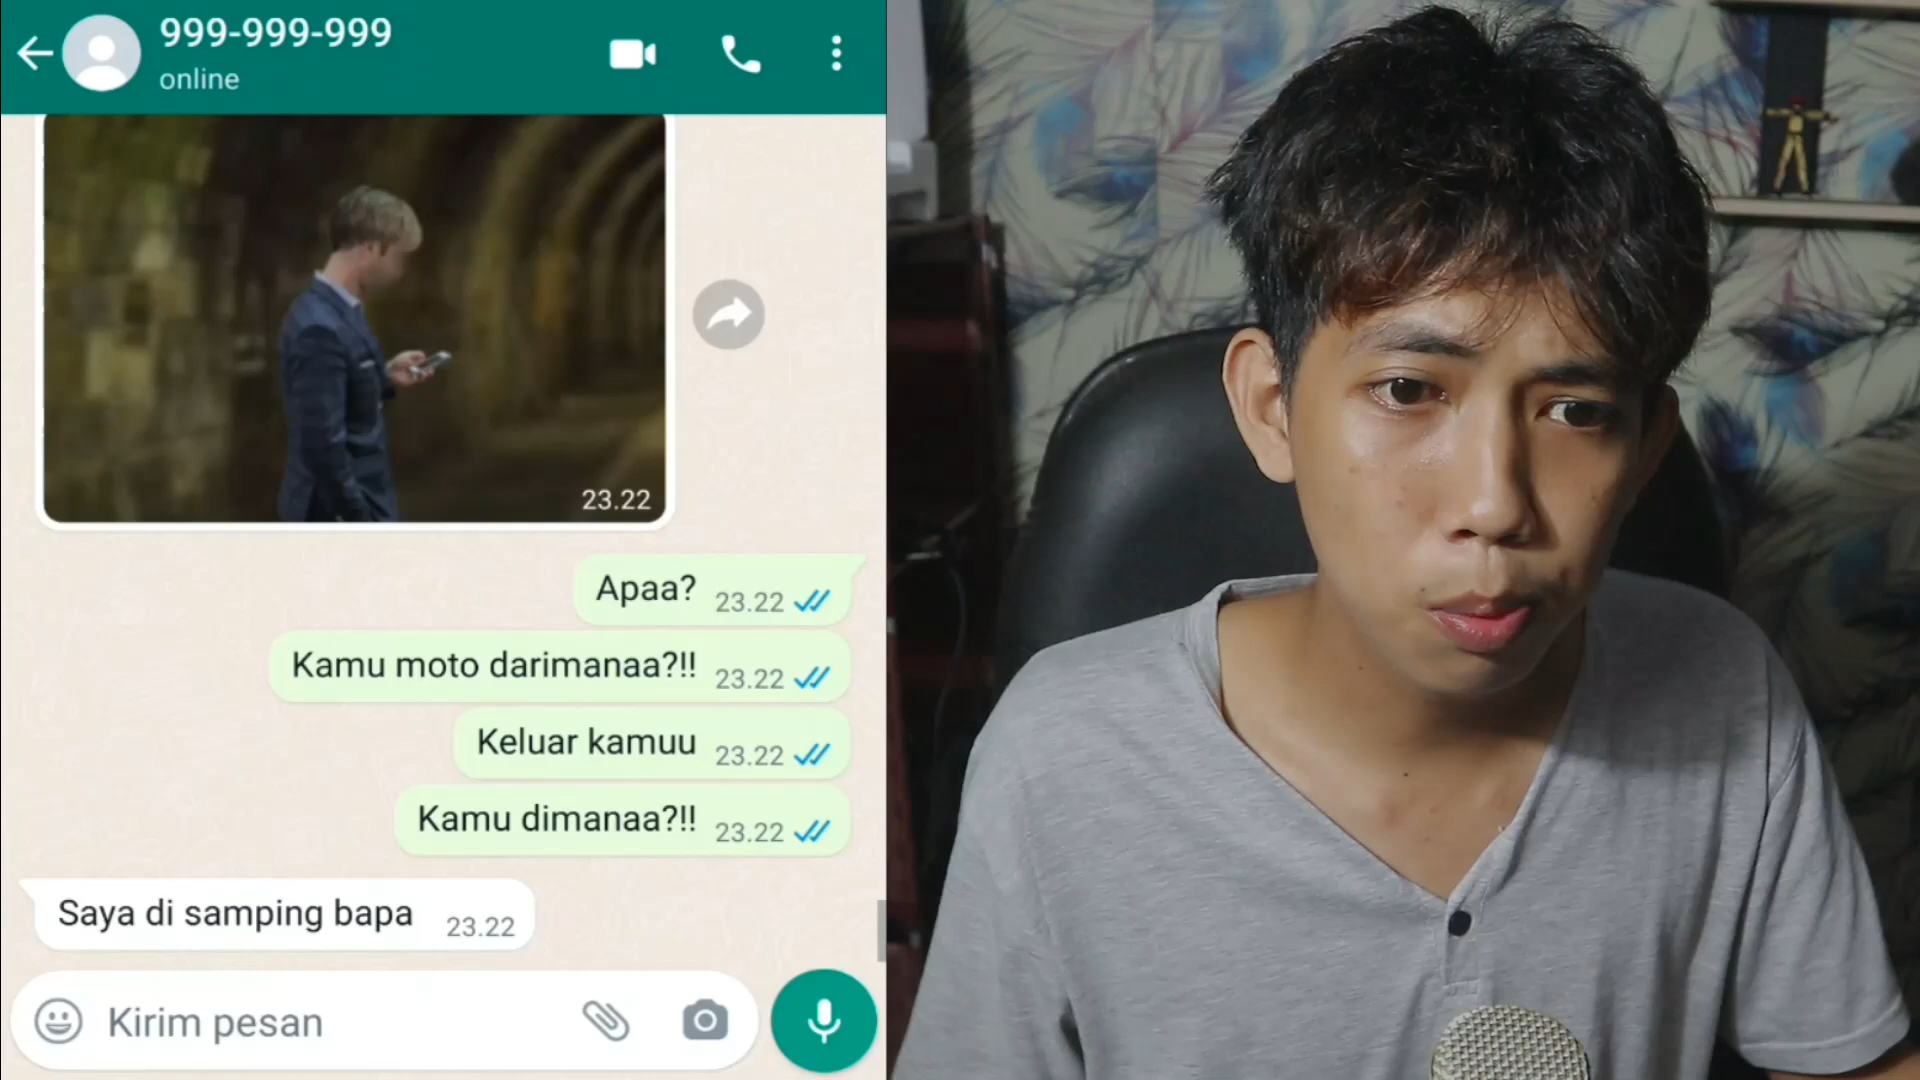 999-999-999
online
23.22
Apaa? 23.22
Kamu moto darimanaa?!! 23.22
Keluar kamuu 23.22
Kamu dimanaa?!! 23.22
Saya di samping bapa 23.22
Kirim pesan